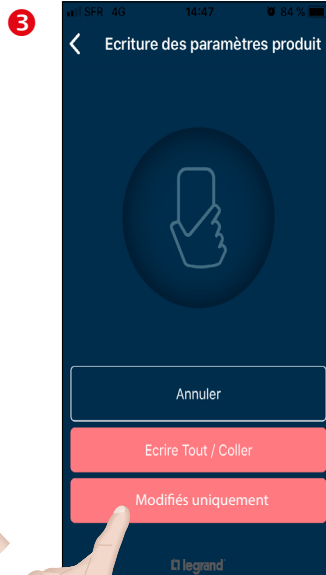 3
SFR 4G 14:47 84 %
Ecriture des paramètres produit
Annuler
Ecrire Tout / Coller
Modifiés uniquement
legrand